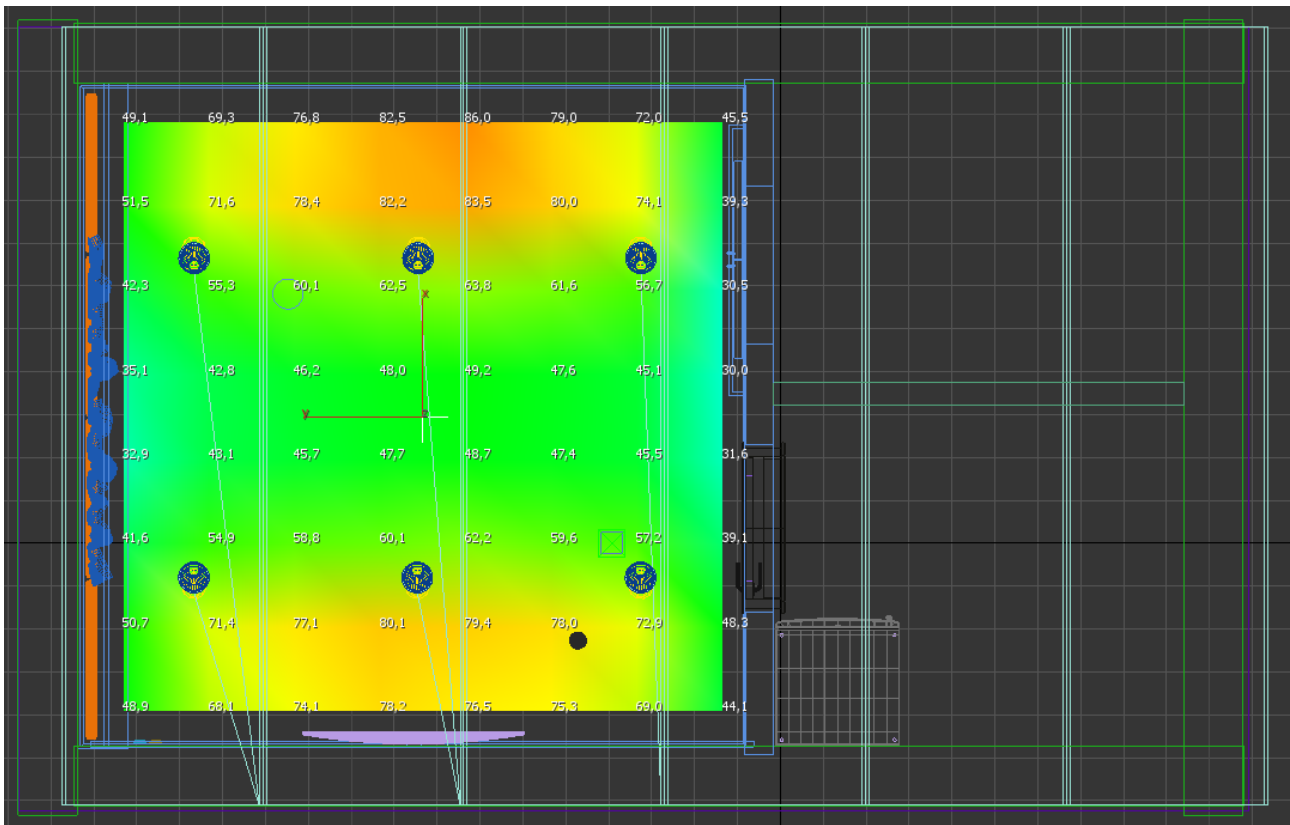 49,1 69,3 76,8 82,5 86,0 79,0 72,0 45,5
51,5 71,6 78,4 82,2 83,5 80,0 74,1 39,3
42,3 55,3 60,1 62,5 63,8 61,6 56,7 30,5
x
35,1 42,8 46,2 48,0 49,2 47,6 45,1 30,0
y z
32,9 43,1 45,7 47,7 48,7 47,4 45,5 31,6
41,6 54,9 58,8 60,1 62,2 59,6 57,2 39,1
50,7 71,4 77,1 80,1 79,4 78,0 72,9 48,3
48,9 68,1 74,1 78,2 76,5 75,3 69,0 44,1